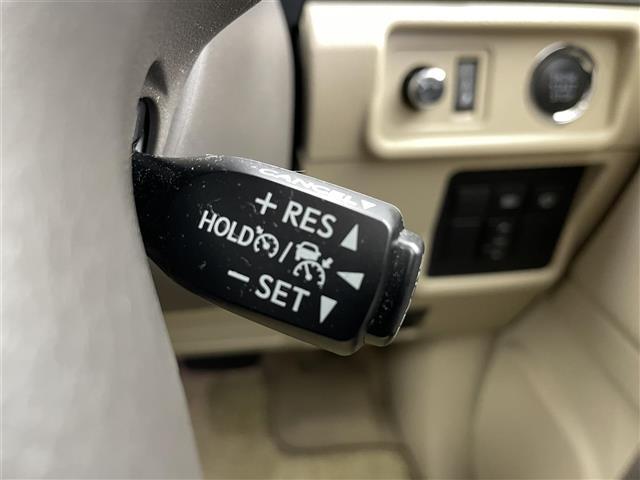 CANCEL▼
+ RES ▲
HOLD /
− SET ▼